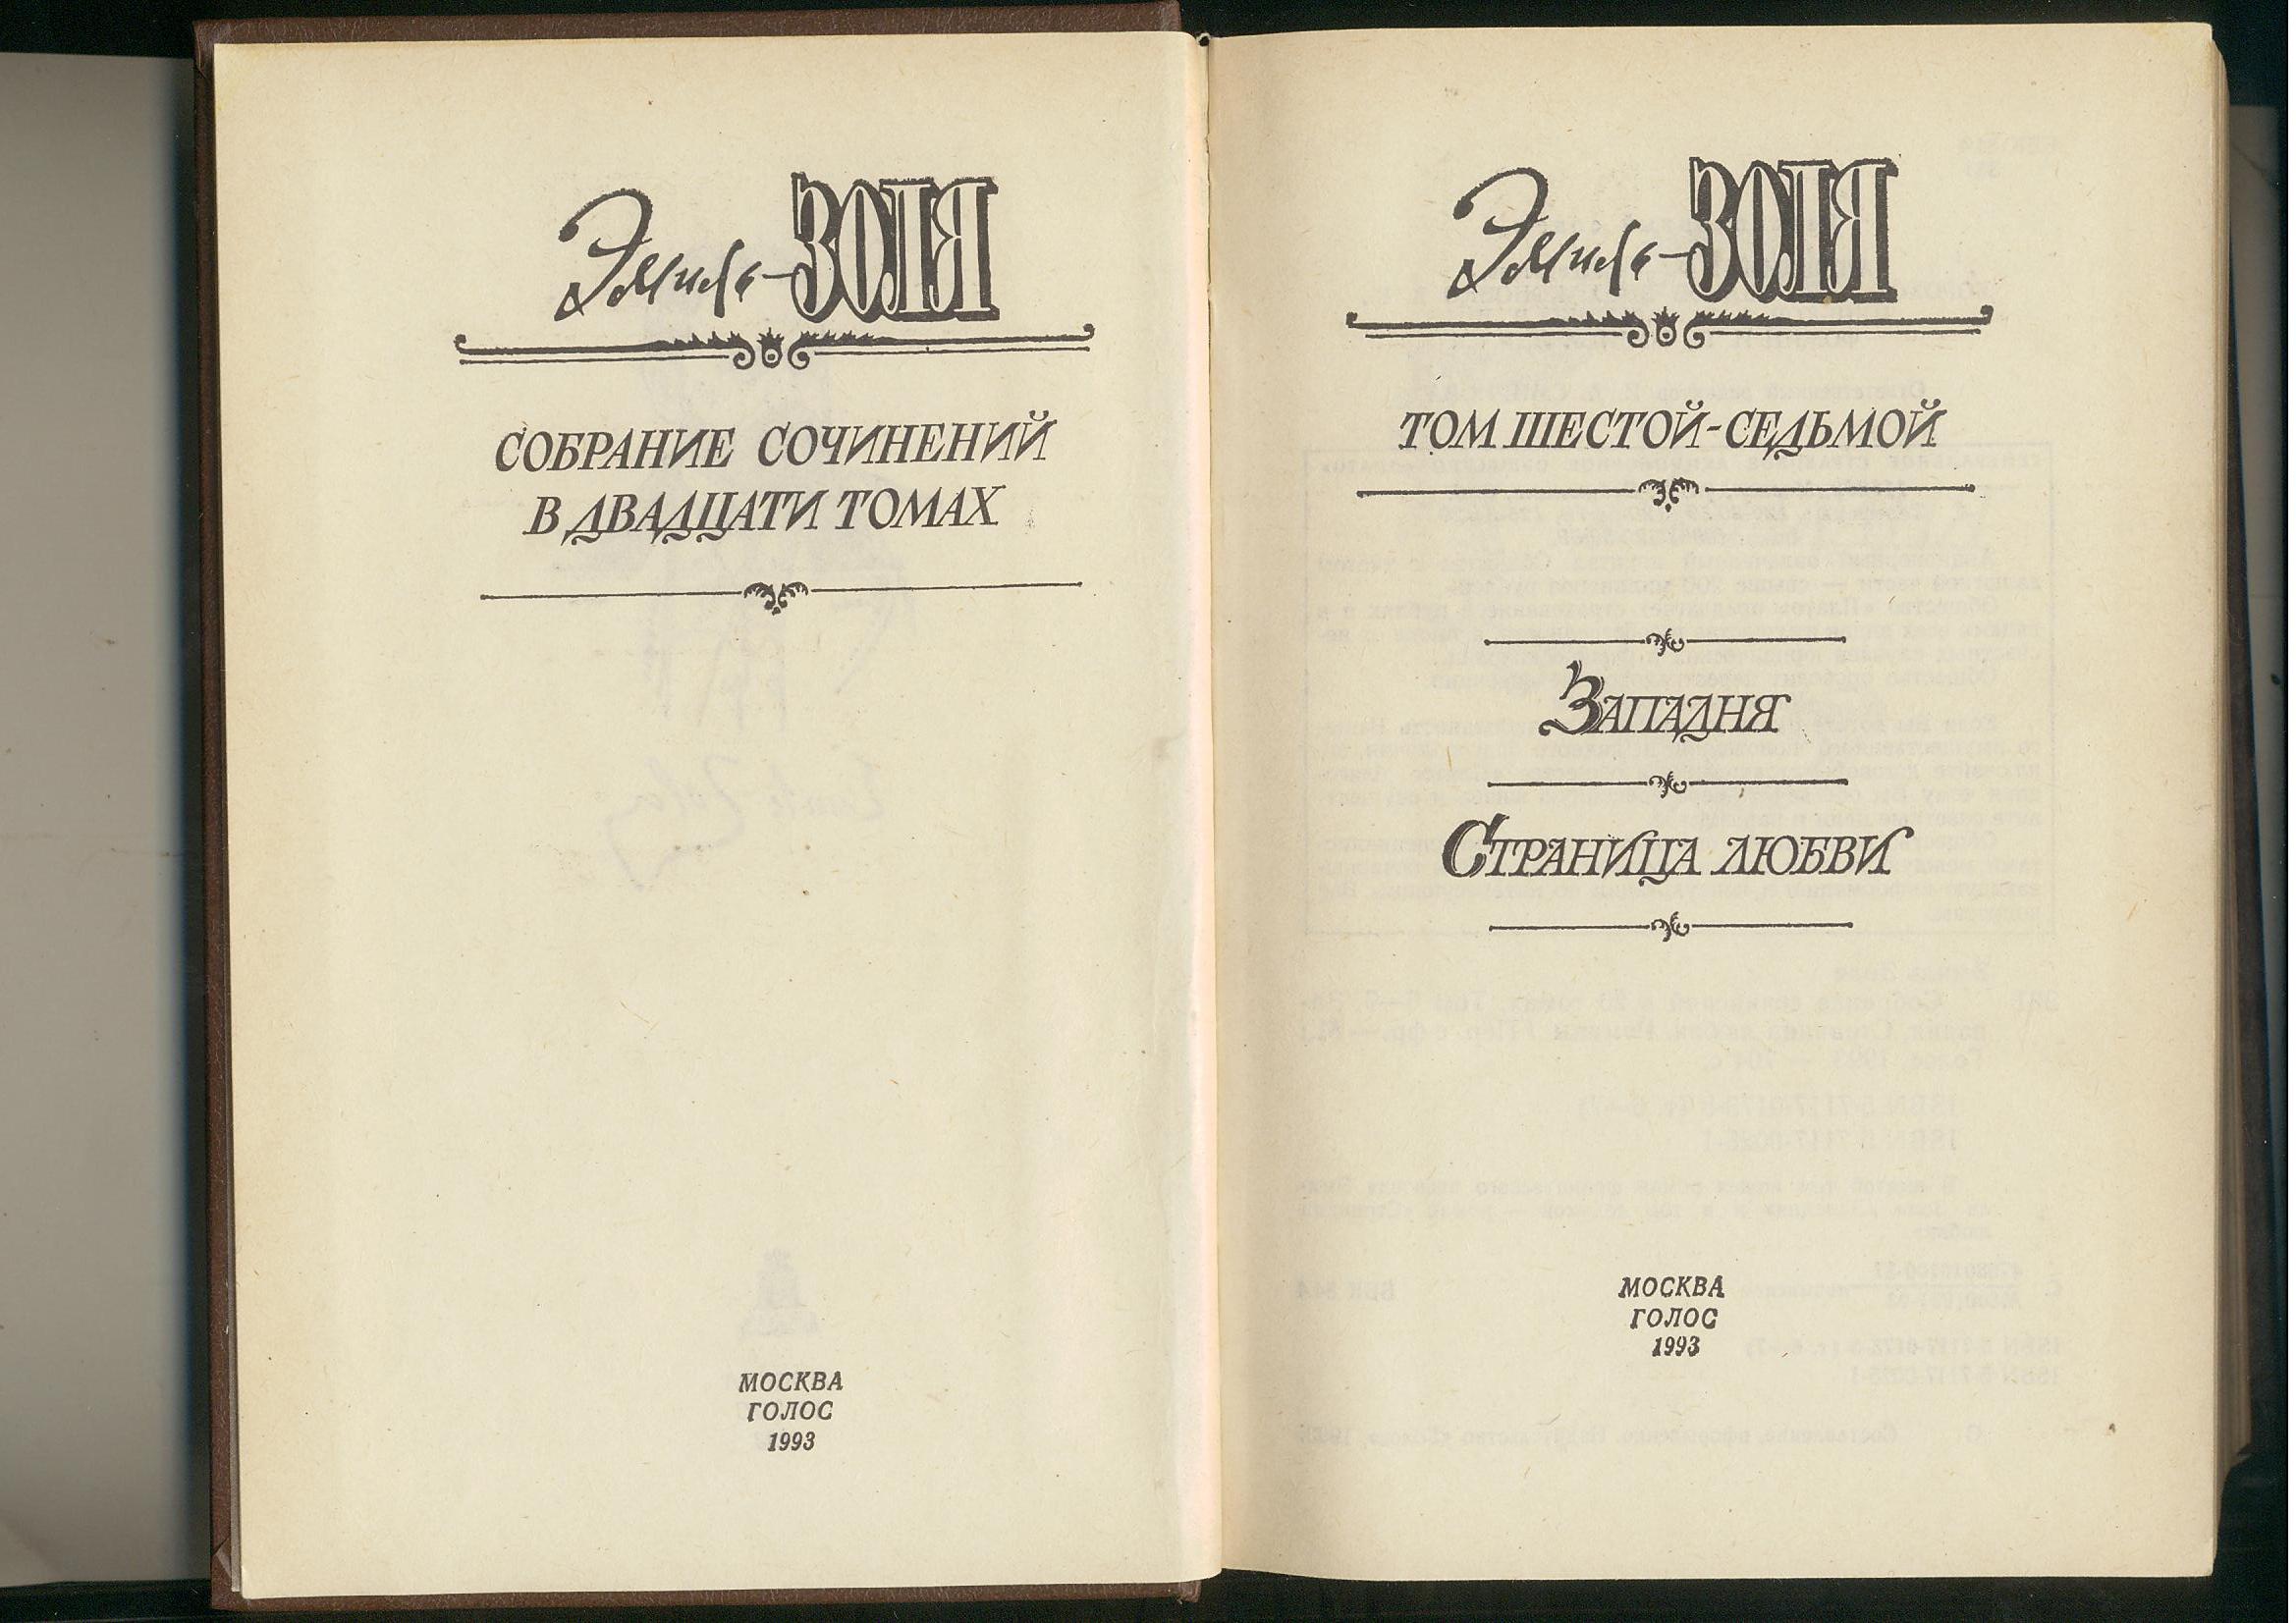 Эмиль ЗОЛЯ
СОБРАНИЕ СОЧИНЕНИЙ
В ДВАДЦАТИ ТОМАХ
МОСКВА
ГОЛОС
1993
Эмиль ЗОЛЯ
ТОМ ШЕСТОЙ-СЕДЬМОЙ
ЗАПАДНЯ
СТРАНИЦА ЛЮБВИ
МОСКВА
ГОЛОС
1993